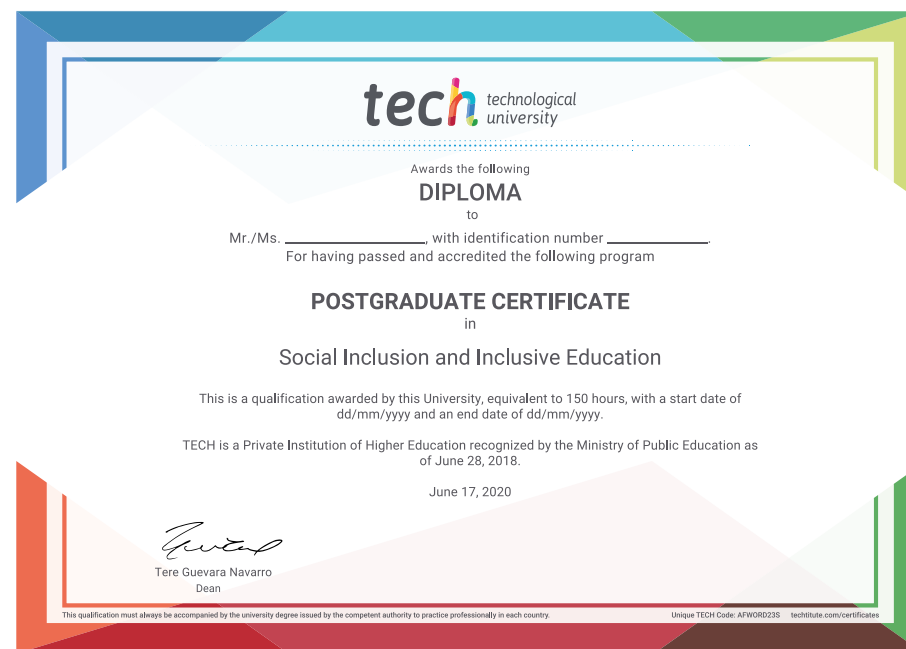 tech technological
university
Awards the following
DIPLOMA
to
Mr./Ms. ____________, with identification number ____________.
For having passed and accredited the following program
POSTGRADUATE CERTIFICATE
in
Social Inclusion and Inclusive Education
This is a qualification awarded by this University, equivalent to 150 hours, with a start date of
dd/mm/yyyy and an end date of dd/mm/yyyy.
TECH is a Private Institution of Higher Education recognized by the Ministry of Public Education as
of June 28, 2018.
June 17, 2020
Tere Guevara Navarro
Dean
This qualification must always be accompanied by the university degree issued by the competent authority to practice professionally in each country.
Unique TECH Code: AFWORD23S techtitute.com/certificates